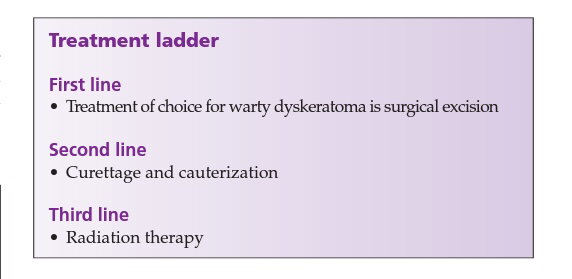 Treatment ladder
First line
• Treatment of choice for warty dyskeratoma is surgical excision
Second line
• Curettage and cauterization
Third line
• Radiation therapy